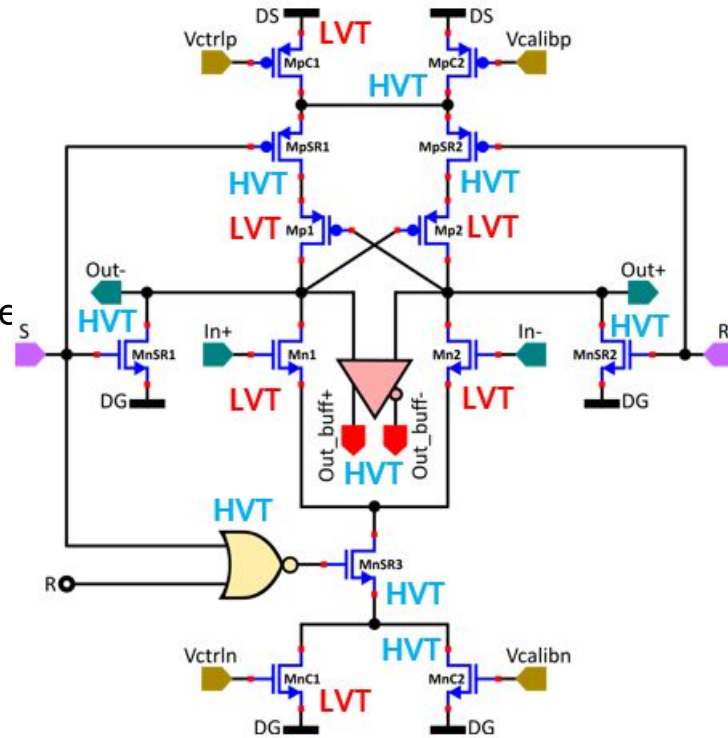 DS
DS
LVT
Vctrlp
MpC1
MpC2
Vcalibp
HVT
MpSR1
MpSR2
HVT
HVT
LVT
Mp1
Mp2
LVT
Out-
Out+
e
S
HVT
In+
In-
HVT
R
MnSR1
Mn1
Mn2
MnSR2
DG
LVT
LVT
DG
Out_buff+
Out_buff-
HVT
HVT
R
MnSR3
HVT
HVT
Vctrln
MnC1
MnC2
Vcalibn
LVT
DG
DG